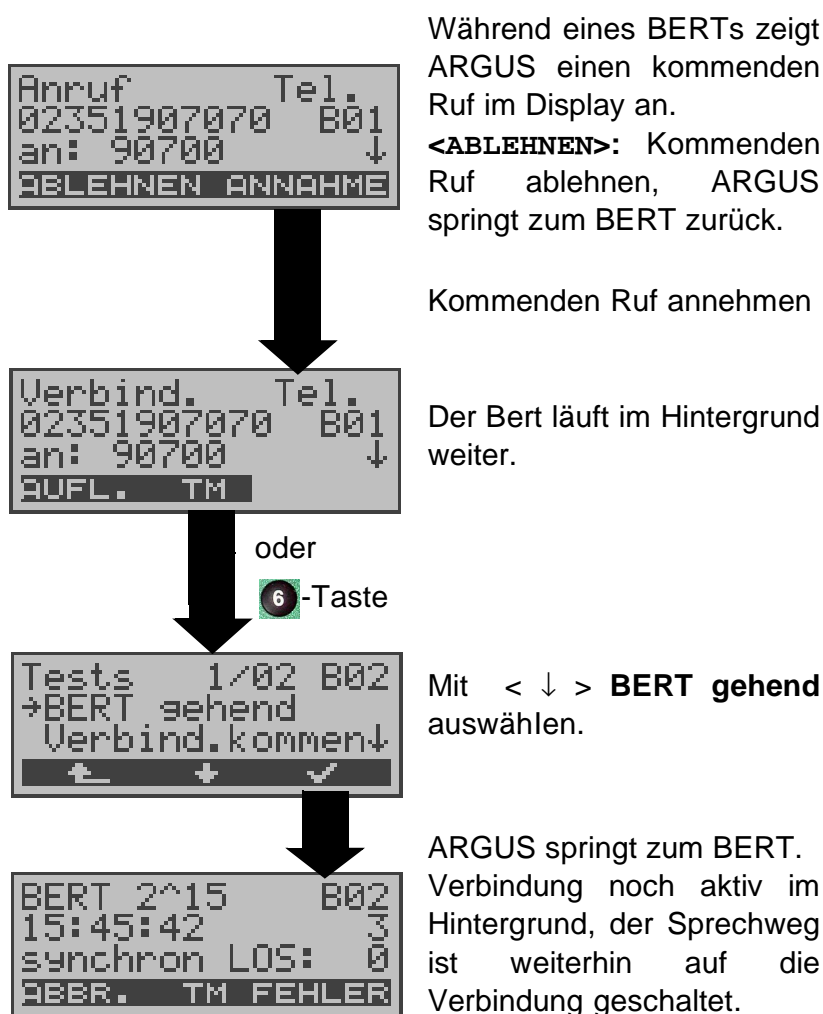 Während eines BERTs zeigt
ARGUS einen kommenden
Ruf im Display an.
<ABLEHNEN>: Kommenden
Ruf ablehnen, ARGUS
springt zum BERT zurück.
Anruf Tel.
02351907070 B01
an: 90700 ↓
ABLEHNEN ANNAHME
Kommenden Ruf annehmen
Verbind. Tel.
02351907070 B01
an: 90700 ↓
AUFL. TM
Der Bert läuft im Hintergrund
weiter.
oder
6-Taste
Tests 1/02 B02
→BERT gehend
Verbind.kommen↓
Mit < ↓ > BERT gehend
auswählen.
BERT 2^15 B02
15:45:42 3
synchron LOS: 0
ABBR. TM FEHLER
ARGUS springt zum BERT.
Verbindung noch aktiv im
Hintergrund, der Sprechweg
ist weiterhin auf die
Verbindung geschaltet.